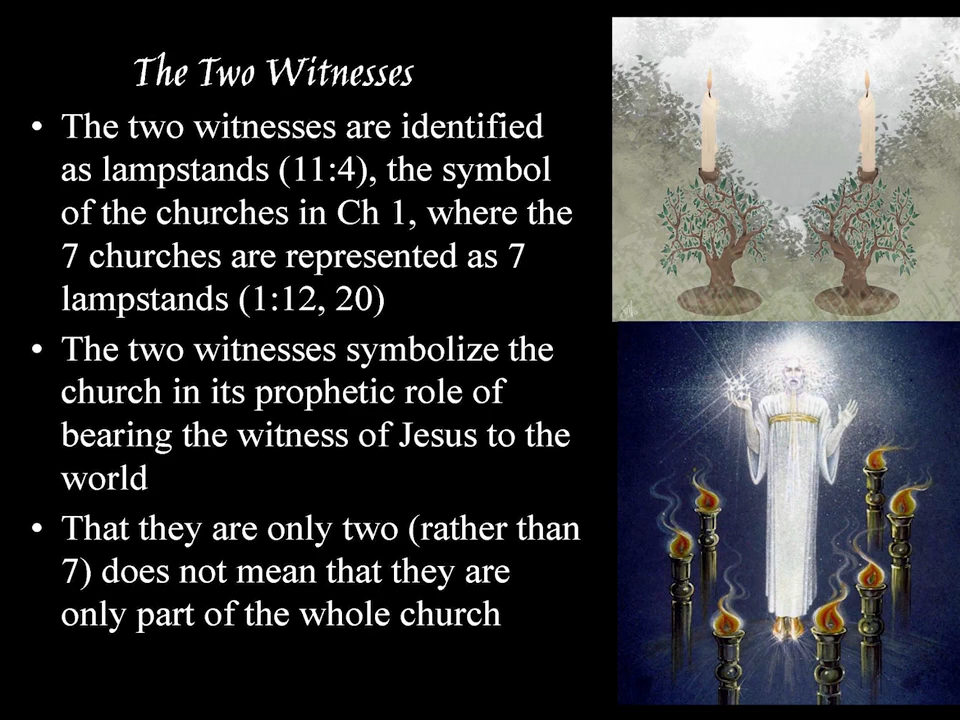 The Two Witnesses
• The two witnesses are identified
as lampstands (11:4), the symbol
of the churches in Ch 1, where the
7 churches are represented as 7
lampstands (1:12, 20)
• The two witnesses symbolize the
church in its prophetic role of
bearing the witness of Jesus to the
world
• That they are only two (rather than
7) does not mean that they are
only part of the whole church